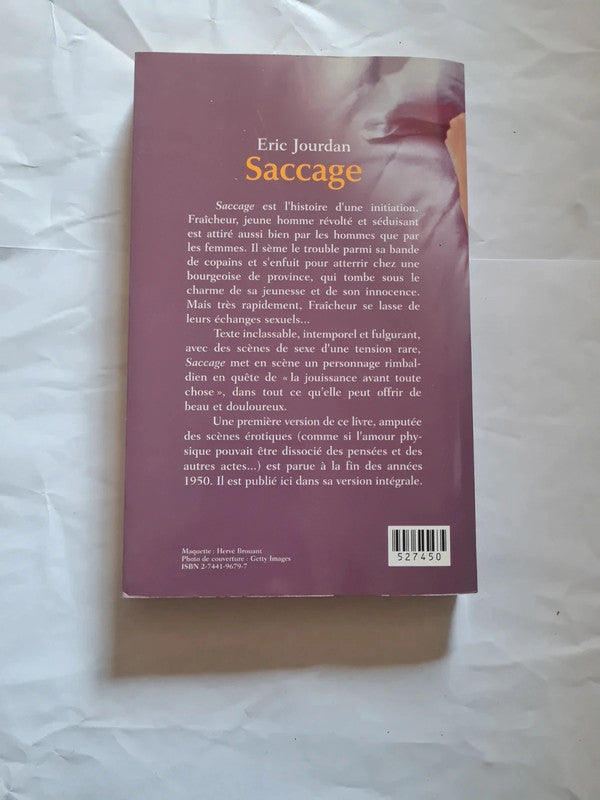 Eric Jourdan
Saccage
Saccage est l'histoire d'une initiation.
Fraîcheur, jeune homme révolté et séduisant
est attiré aussi bien par les hommes que par
les femmes. Il sème le trouble parmi sa bande
de copains et s'enfuit pour atterrir chez une
bourgeoise de province, qui tombe sous le
charme de sa jeunesse et de son innocence.
Mais très rapidement, Fraîcheur se lasse de
leurs échanges sexuels...
Texte inclassable, intemporel et fulgurant,
avec des scènes de sexe d'une tension rare,
Saccage met en scène un personnage rimbal-
dien en quête de « la jouissance avant toute
chose », dans tout ce qu'elle peut offrir de
beau et douloureux.
Une première version de ce livre, amputée
des scènes érotiques (comme si l'amour phy-
sique pouvait être dissocié des pensées et des
autres actes...) est parue à la fin des années
1950. Il est publié ici dans sa version intégrale.
Maquette : Hervé Brouant
Photo de couverture : Getty Images
ISBN 2-7441-9679-7
527450